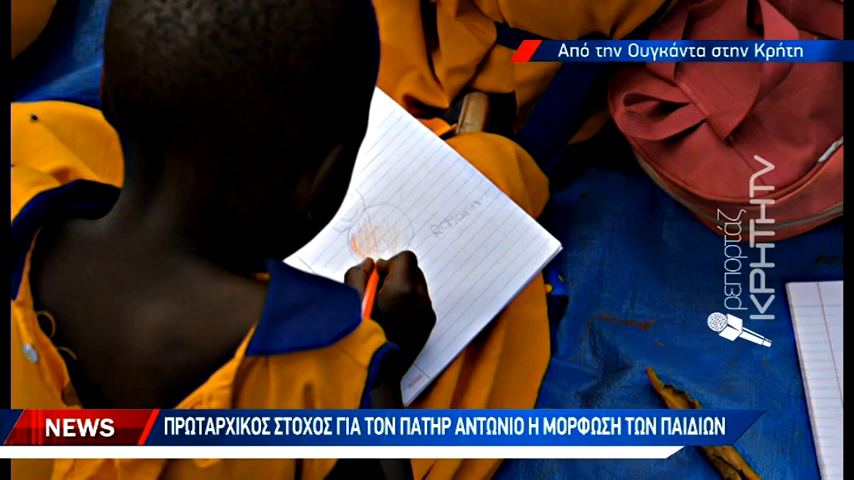 Από την Ουγκάντα στην Κρήτη
ρεπορτάζ
ΚΡΗΤΗTV
NEWS
ΠΡΩΤΑΡΧΙΚΟΣ ΣΤΟΧΟΣ ΓΙΑ ΤΟΝ ΠΑΤΗΡ ΑΝΤΩΝΙΟ Η ΜΟΡΦΩΣΗ ΤΩΝ ΠΑΙΔΙΩΝ